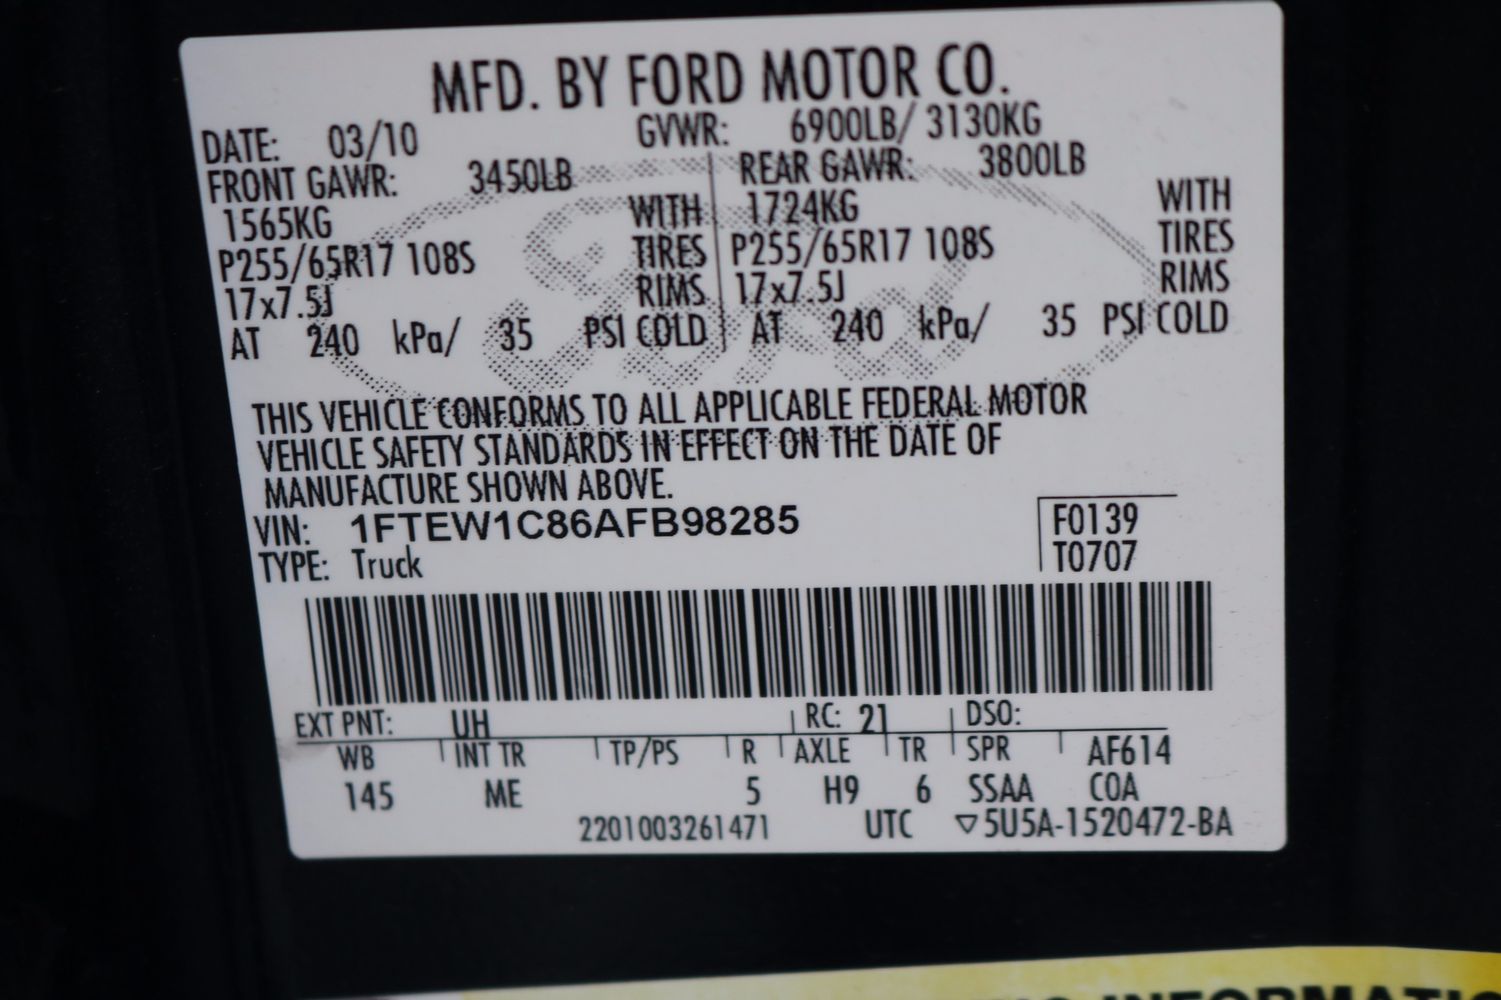 MFD. BY FORD MOTOR CO.
DATE: 03/10 GVWR: 6900LB/ 3130KG
FRONT GAWR: 3450LB REAR GAWR: 3800LB
1565KG WITH 1724KG WITH
P255/65R17 108S TIRES P255/65R17 108S TIRES
17x7.5J RIMS 17x7.5J RIMS
AT 240 kPa/ 35 PSI COLD AT 240 kPa/ 35 PSI COLD
Ford
THIS VEHICLE CONFORMS TO ALL APPLICABLE FEDERAL MOTOR
VEHICLE SAFETY STANDARDS IN EFFECT ON THE DATE OF
MANUFACTURE SHOWN ABOVE.
VIN: 1FTEW1C86AFB98285 F0139
TYPE: Truck T0707
EXT PNT: UH RC: 21 DSO:
WB INT TR TP/PS R AXLE TR SPR AF614
145 ME 5 H9 6 SSAA COA
2201003261471 UTC ▽5U5A-1520472-BA